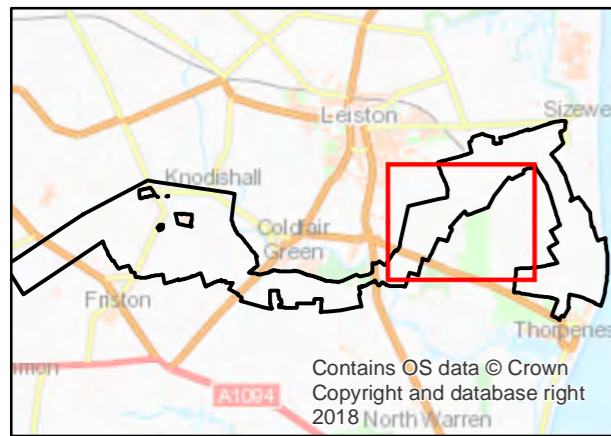 Leiston
Sizewe
Knodishall
Coldfair
Green
Friston
Thorpenes
mon
A1094
Contains OS data © Crown
Copyright and database right
2018
North Warren